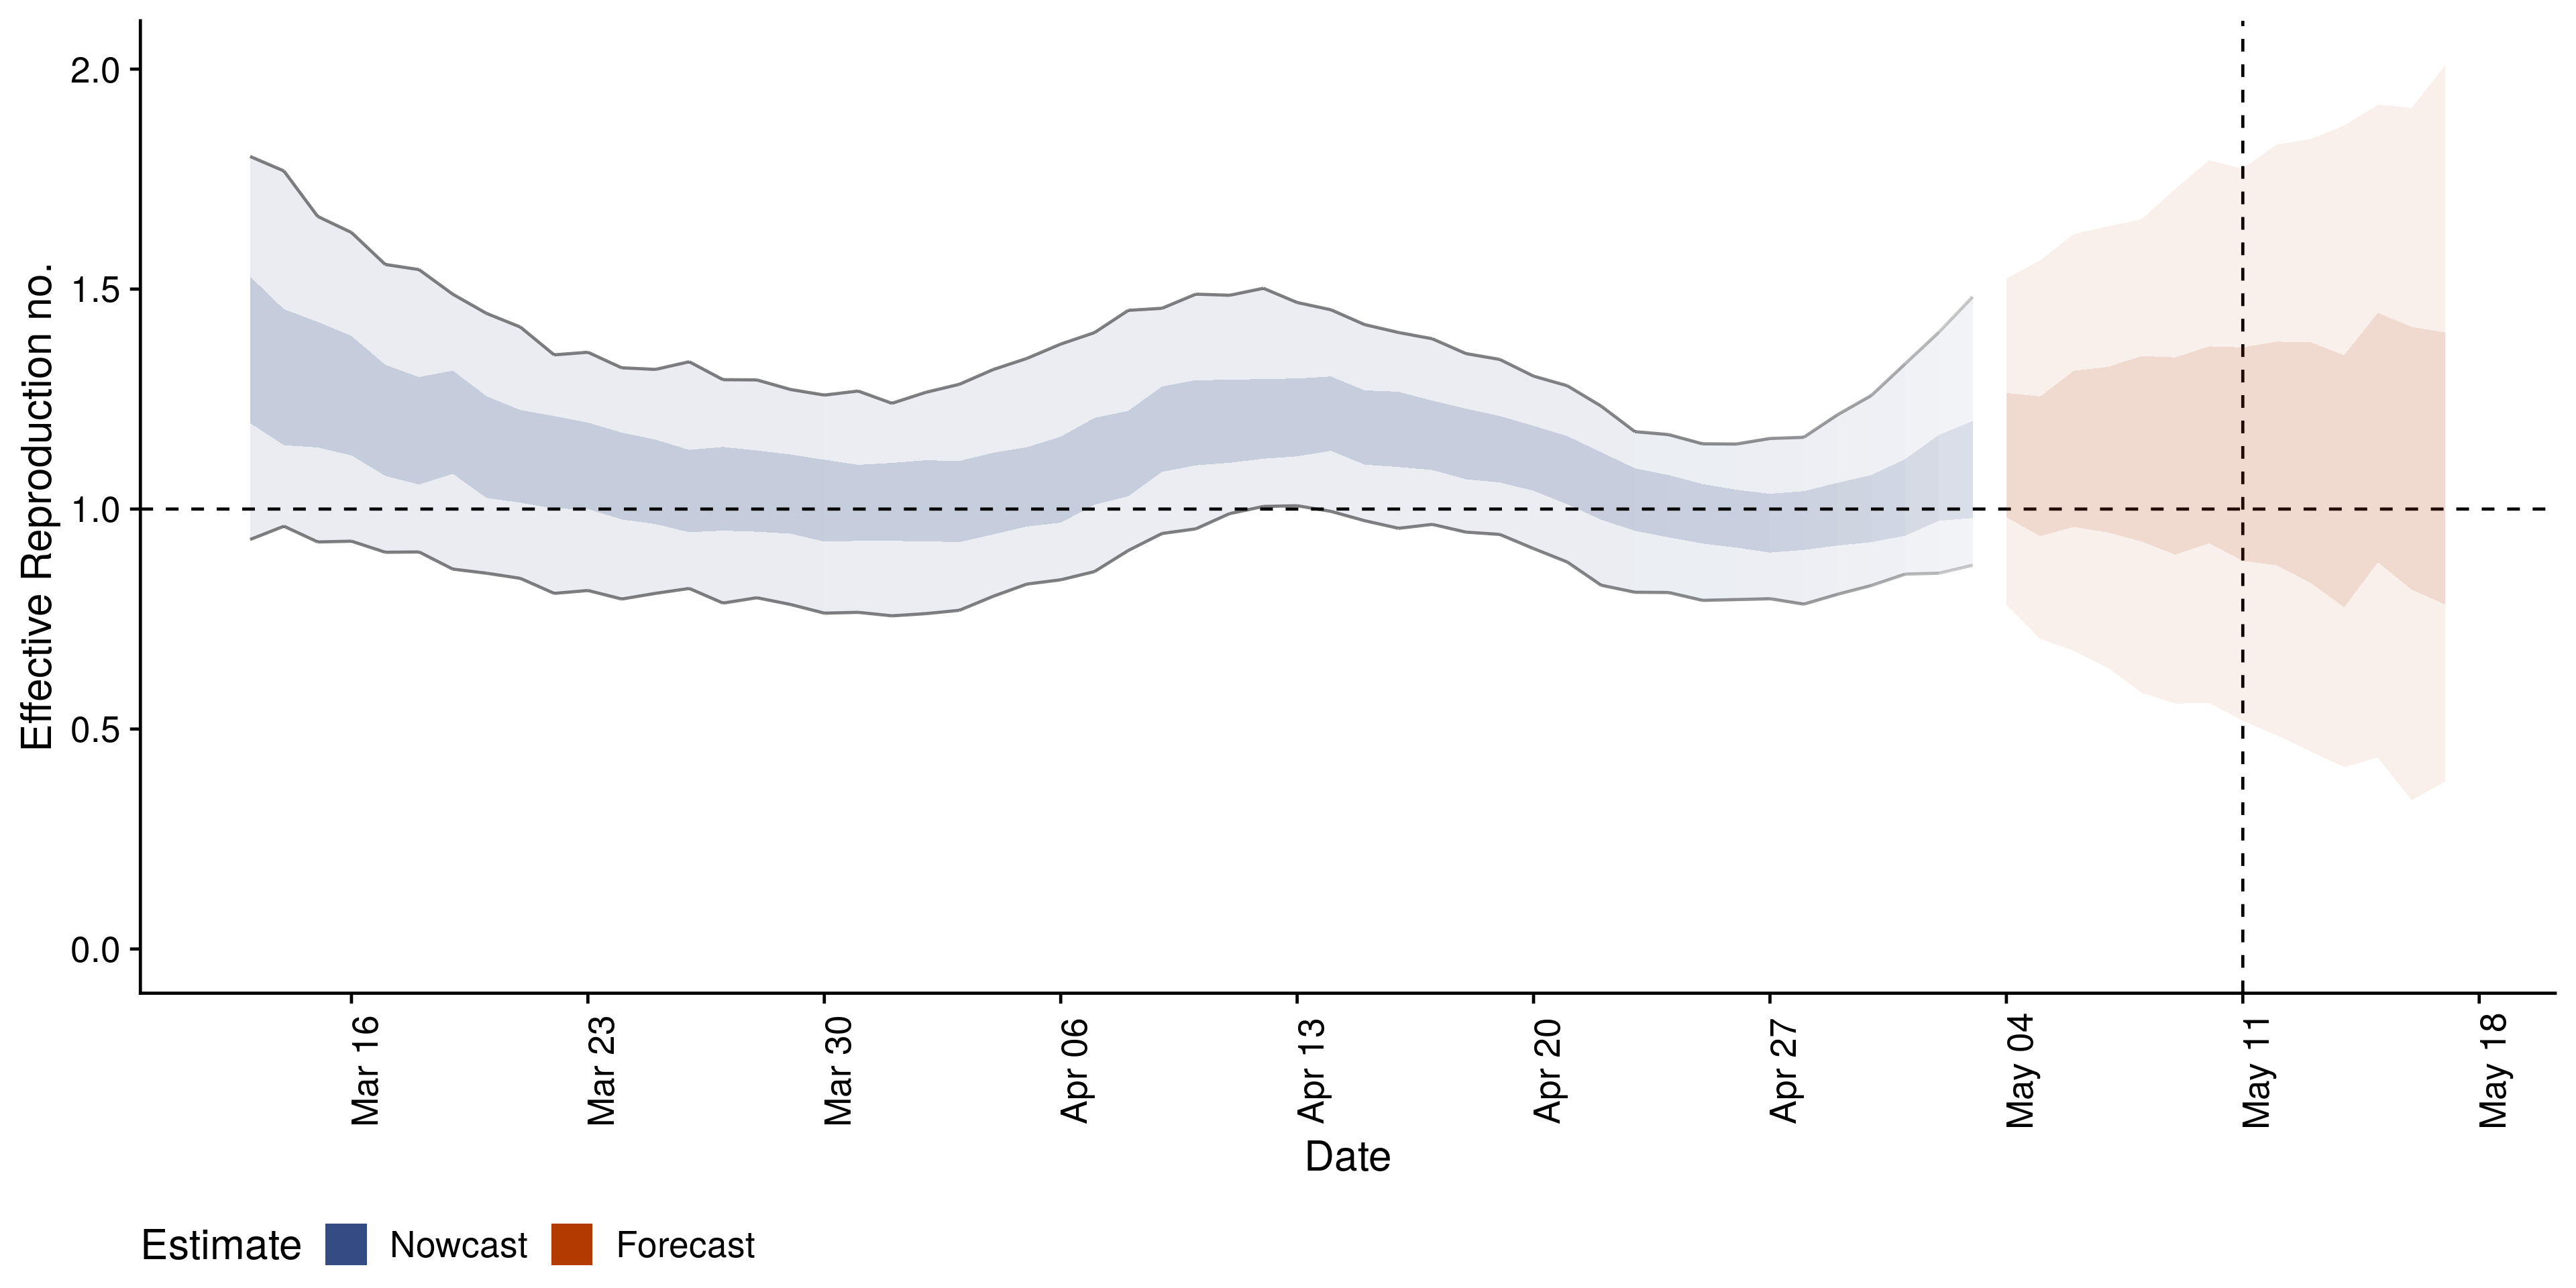 Effective Reproduction no.
2.0
1.5
1.0
0.5
0.0
Mar 16
Mar 23
Mar 30
Apr 06
Apr 13
Apr 20
Apr 27
May 04
May 11
May 18
Date
Estimate Nowcast Forecast